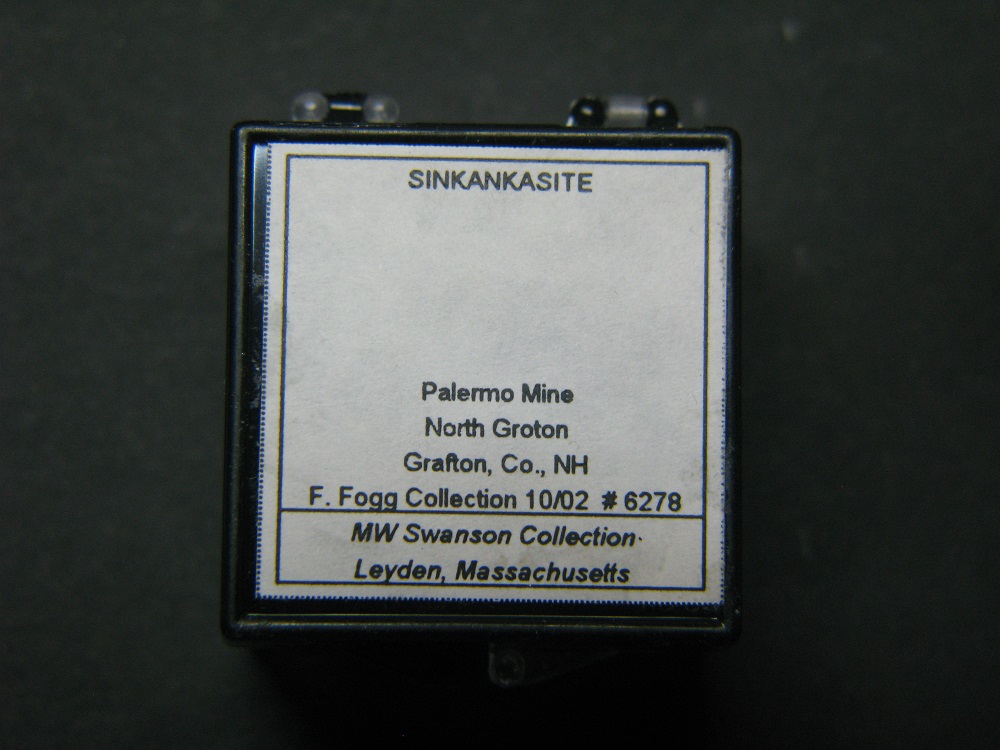 SINKANKASITE
Palermo Mine
North Groton
Grafton, Co., NH
F. Fogg Collection 10/02 # 6278
MW Swanson Collection
Leyden, Massachusetts